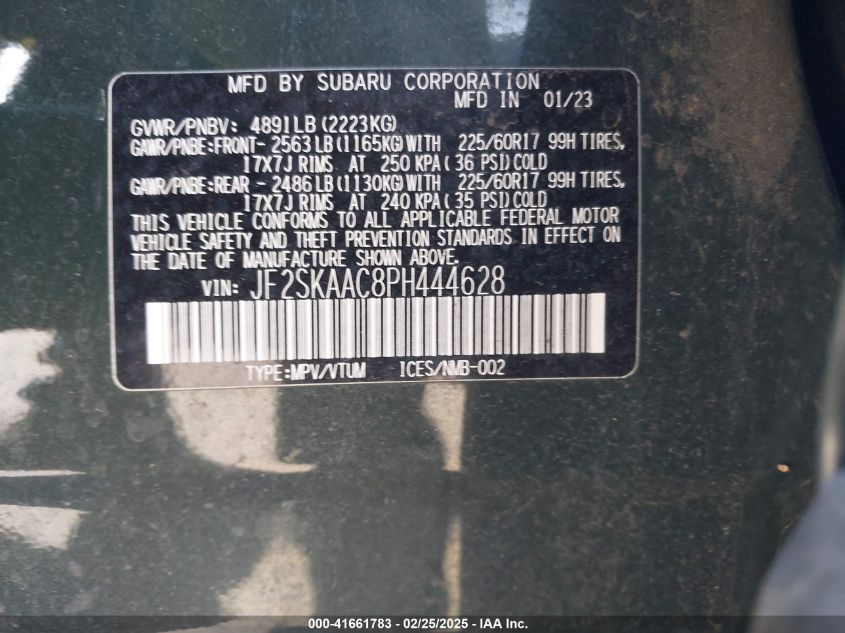 MFD BY SUBARU CORPORATION
MFD IN 01/23
GVWR/PNBV: 4891LB(2223KG)
GAWR/PNBE:FRONT-2563LB(1165KG)WITH 225/60R17 99H TIRES,
17X7J RIMS AT 250 KPA(36 PSI)COLD
GAWR/PNBE:REAR -2486LB(1130KG)WITH 225/60R17 99H TIRES,
17X7J RIMS AT 240 KPA(35 PSI)COLD
THIS VEHICLE CONFORMS TO ALL APPLICABLE FEDERAL MOTOR
VEHICLE SAFETY AND THEFT PREVENTION STANDARDS IN EFFECT ON
THE DATE OF MANUFACTURE SHOWN ABOVE.
VIN: JF2SKAAC8PH444628
TYPE:MPV/VTUM ICES/NMB-002
000-41661783 - 02/25/2025 - IAA Inc.